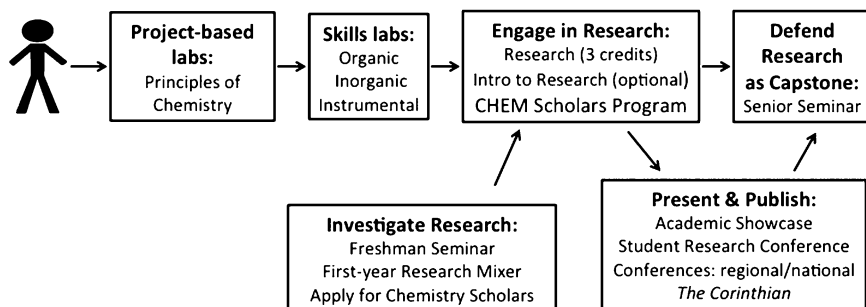 Project-based
labs:
Principles of
Chemistry
Skills labs:
Organic
Inorganic
Instrumental
Engage in Research:
Research (3 credits)
Intro to Research (optional)
CHEM Scholars Program
Defend
Research
as Capstone:
Senior Seminar
Investigate Research:
Freshman Seminar
First-year Research Mixer
Apply for Chemistry Scholars
Present & Publish:
Academic Showcase
Student Research Conference
Conferences: regional/national
The Corinthian